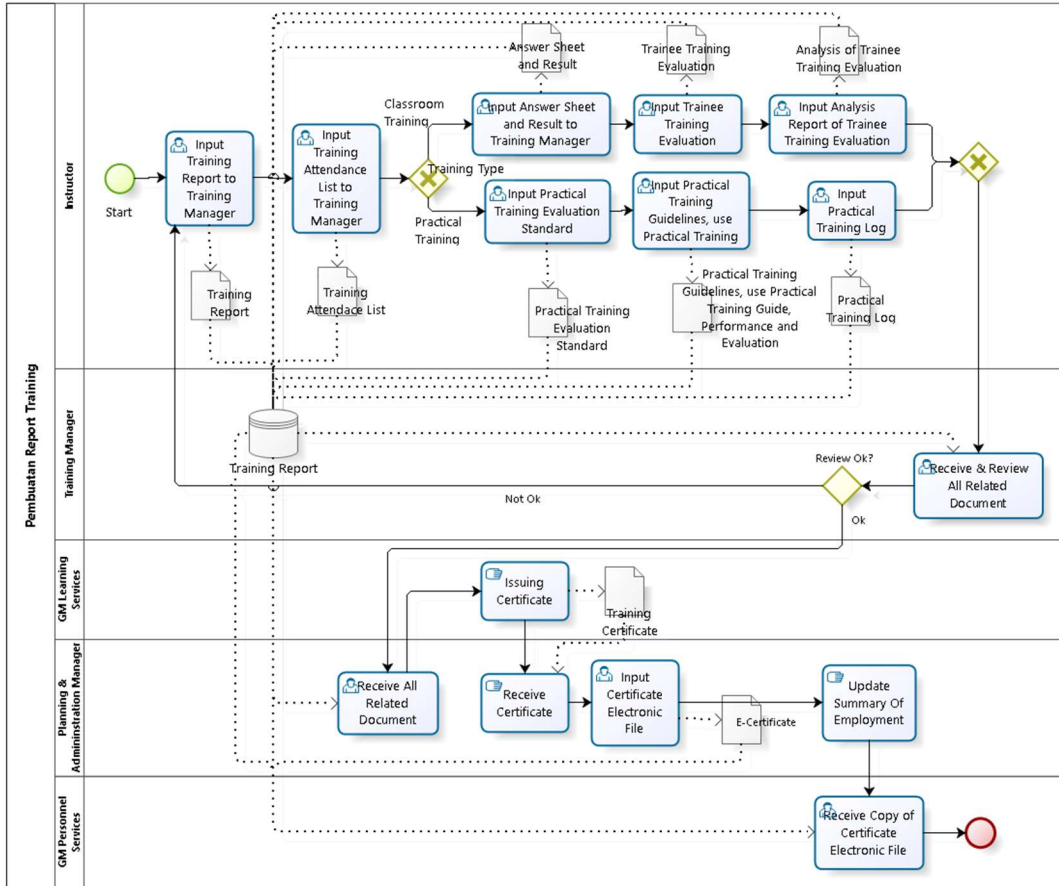 Pembuatan Report Training
Instructor
Start
Input
Training
Report to
Training
Manager
Input
Training
Attendance
List to
Training
Manager
Training
Report
Training
Attendace List
Classroom
Training
Training Type
Practical
Training
Answer Sheet
and Result
Input Answer Sheet
and Result to
Training Manager
Trainee Training
Evaluation
Input Trainee
Training
Evaluation
Analysis of Trainee
Training Evaluation
Input Analysis
Report of Trainee
Training Evaluation
Input Practical
Training Evaluation
Standard
Input Practical
Training
Guidelines, use
Practical Training
Input
Practical
Training Log
Practical Training
Evaluation
Standard
Practical Training
Guidelines, use Practical
Training Guide,
Performance and
Evaluation
Practical
Training Log
Training Manager
Training Report
Review Ok?
Not Ok
Ok
Receive & Review
All Related
Document
GM Learning
Services
Issuing
Certificate
Training
Certificate
Planning &
Admininstration Manager
Receive All
Related
Document
Receive
Certificate
Input
Certificate
Electronic
File
E-Certificate
Update
Summary Of
Employment
GM Personnel
Services
Receive Copy of
Certificate
Electronic File